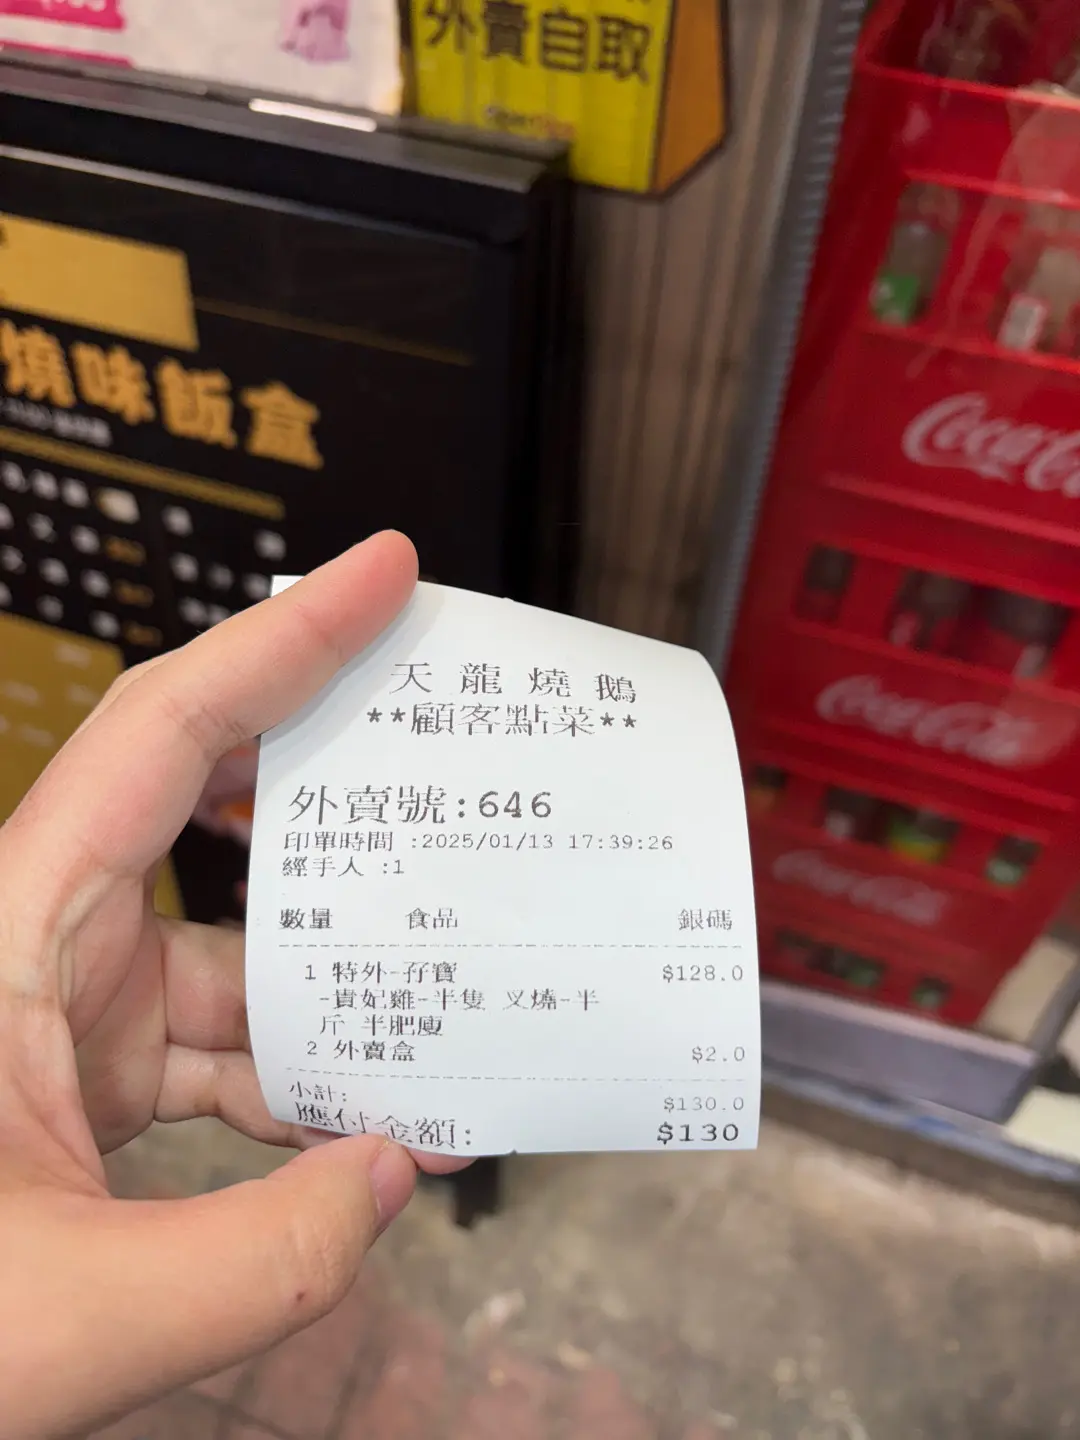 外賣自取
燒味飯盒
Coca-Cola
Coca-Cola
Coca-Cola
天龍燒鵝
**顧客點菜**
外賣號:646
印單時間 :2025/01/13 17:39:26
經手人 :1
數量 食品 銀碼
1 特外-孖寶 $128.0
-貴妃雞-半隻 叉燒-半
斤 半肥廋
2 外賣盒 $2.0
小計: $130.0
應付金額: $130